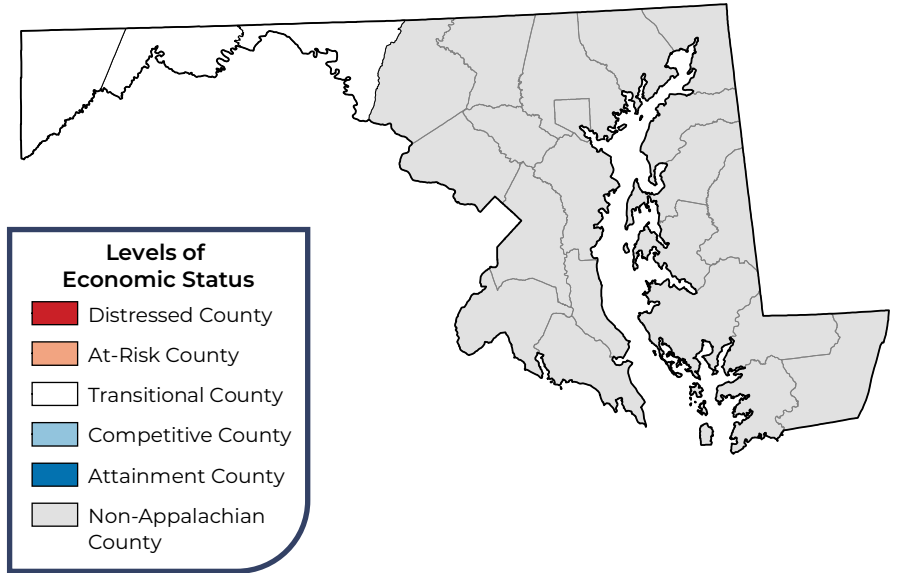 Levels of
Economic Status
Distressed County
At-Risk County
Transitional County
Competitive County
Attainment County
Non-Appalachian
County